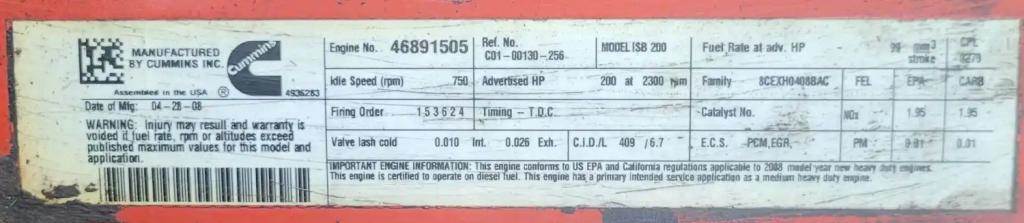 MANUFACTURED
BY CUMMINS INC.
Cummins
Assembled in the USA ® 4936283
Date of Mfg: 04-28-08
WARNING: Injury may result and warranty is
voided if fuel rate, rpm or altitudes exceed
published maximum values for this model and
application.
Engine No. 46891505 Ref. No. C01-00130-256 MODEL ISB 200 Fuel Rate at adv. HP 99 mm3 stroke CPL 8273
Idle Speed (rpm) 750 Advertised HP 200 at 2300 rpm Family 8CEXH0408BAC FEL EPA CARB
Firing Order 153624 Timing - T.D.C. Catalyst No. NOx 1.95 1.95
Valve lash cold 0.010 Int. 0.026 Exh. C.I.D/L 409 /6.7 E.C.S. PCM,EGR, PM 0.01 0.01
IMPORTANT ENGINE INFORMATION: This engine conforms to US EPA and California regulations applicable to 2008 model year new heavy duty engines.
This engine is certified to operate on diesel fuel. This engine has a primary intended service application as a medium heavy duty engine.